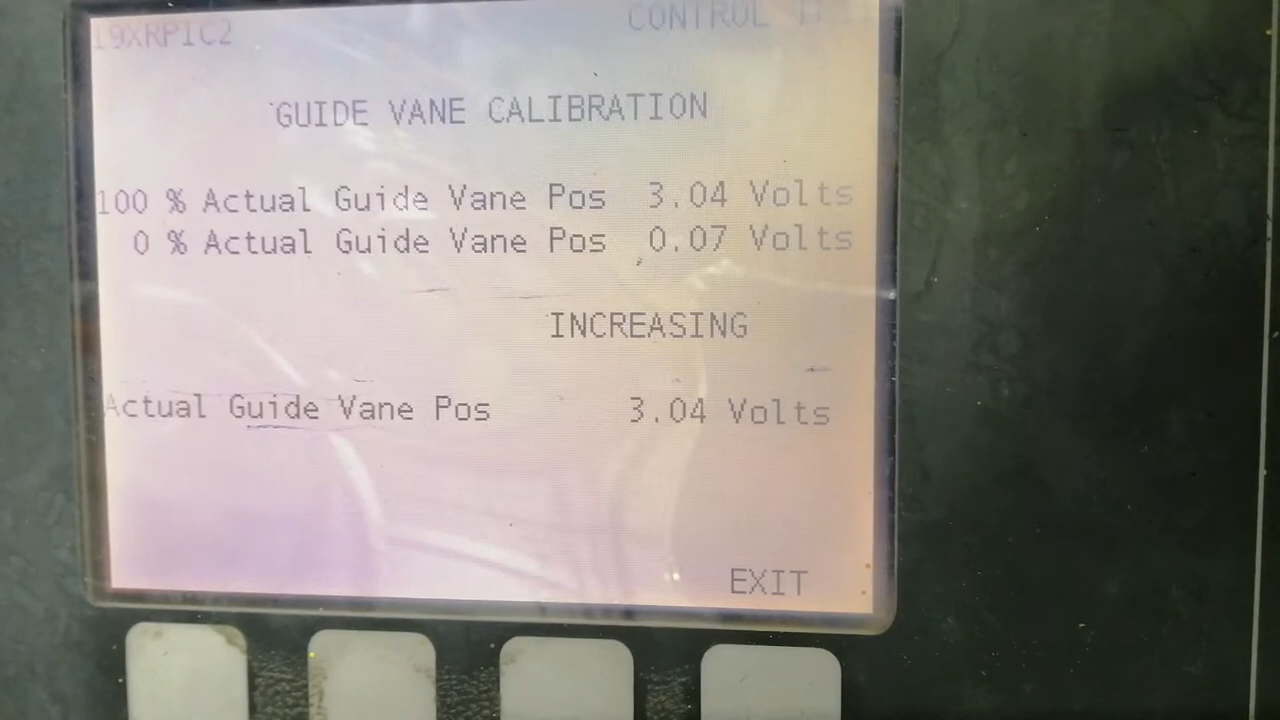 19XRPIC2
CONTROL
GUIDE VANE CALIBRATION
100 % Actual Guide Vane Pos 3.04 Volts
0 % Actual Guide Vane Pos 0.07 Volts
INCREASING
Actual Guide Vane Pos 3.04 Volts
EXIT